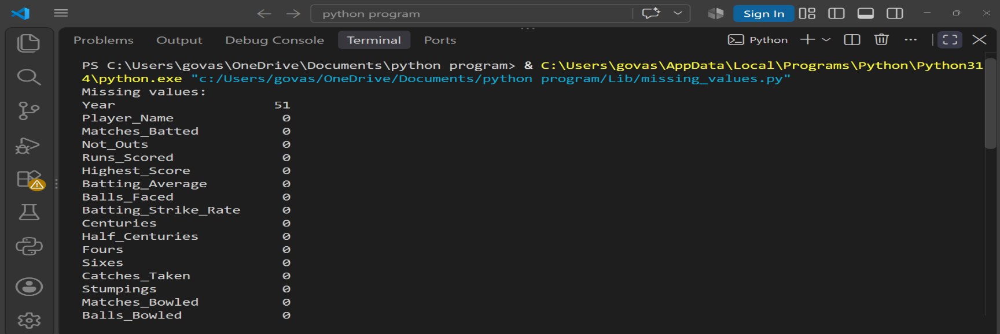 python program
Sign In
Problems Output Debug Console Terminal Ports
Python
PS C:\Users\govas\OneDrive\Documents\python program> & C:\Users\govas\AppData\Local\Programs\Python\Python31
4\python.exe "c:/Users/govas/OneDrive/Documents/python program/Lib/missing_values.py"
Missing values:
Year 51
Player_Name 0
Matches_Batted 0
Not_Outs 0
Runs_Scored 0
Highest_Score 0
Batting_Average 0
Balls_Faced 0
Batting_Strike_Rate 0
Centuries 0
Half_Centuries 0
Fours 0
Sixes 0
Catches_Taken 0
Stumpings 0
Matches_Bowled 0
Balls_Bowled 0